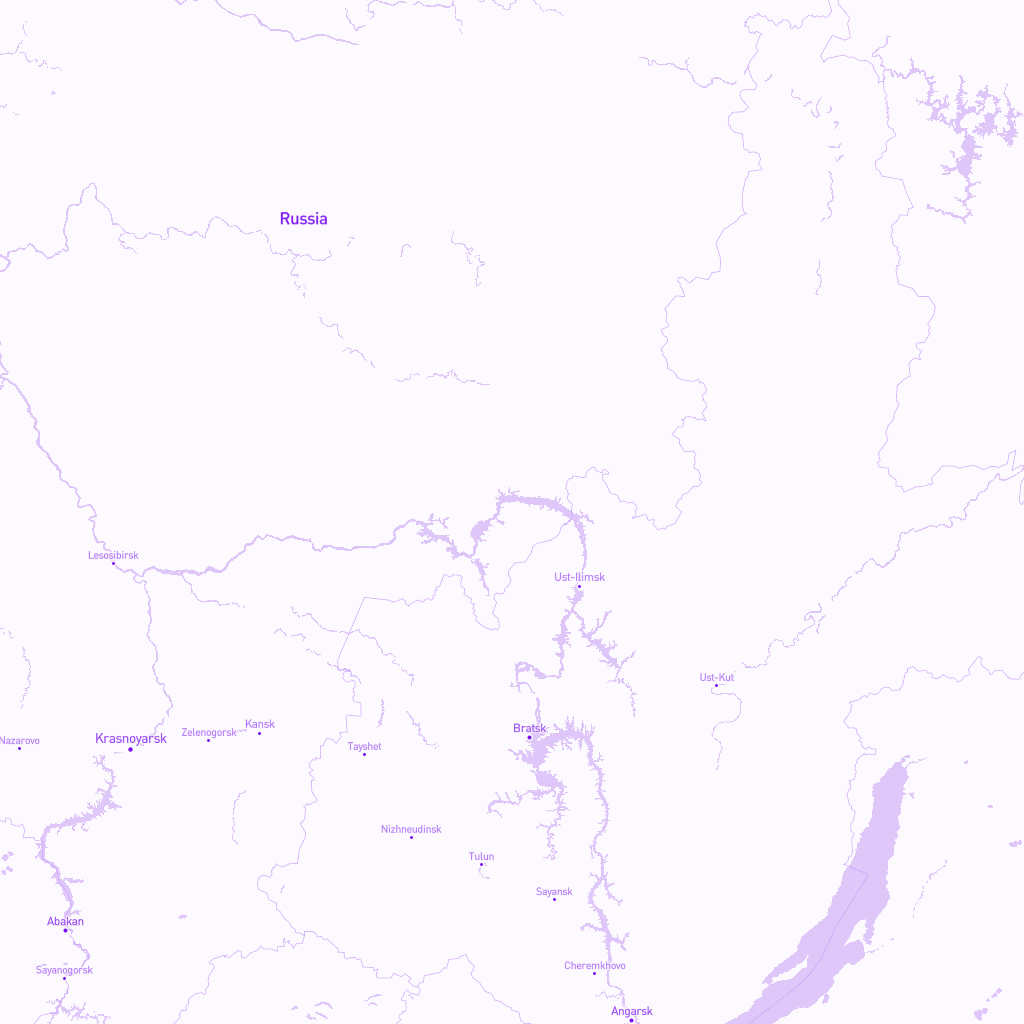 Russia
Lesosibirsk
Ust-Ilimsk
Ust-Kut
Bratsk
Zelenogorsk
Kansk
Krasnoyarsk
Nazarovo
Tayshet
Nizhneudinsk
Tulun
Sayansk
Abakan
Sayanogorsk
Cheremkhovo
Angarsk